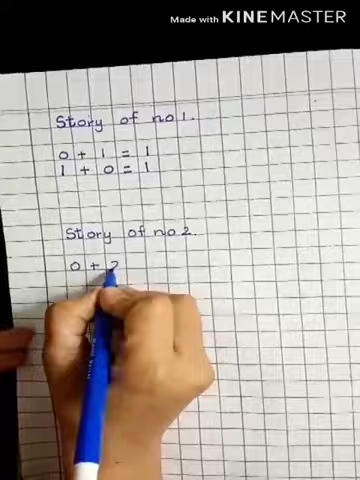 Made with KINEMASTER
Story of no 1.
0 + 1 = 1
1 + 0 = 1
Story of no 2.
0 + 2